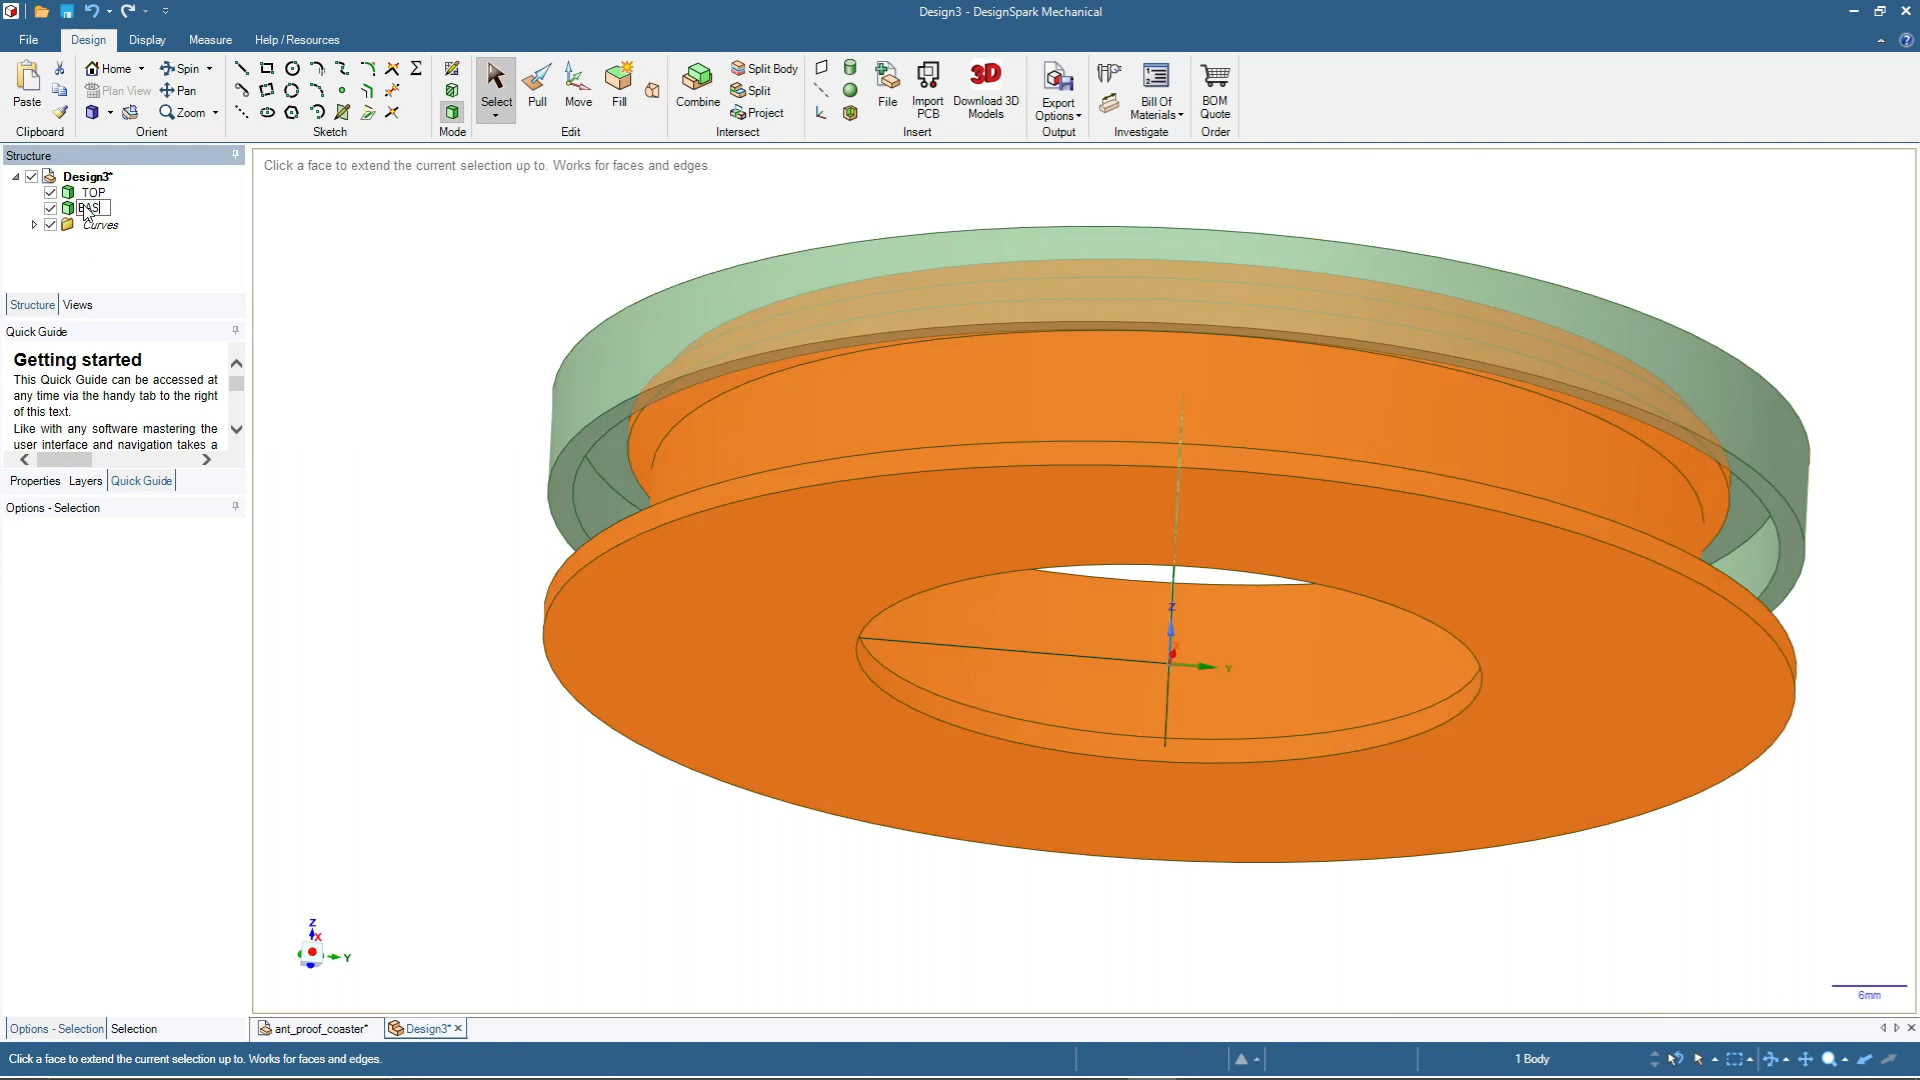 Design3 - DesignSpark Mechanical
File Design Display Measure Help / Resources
Paste
Clipboard
Home Spin
Plan View Pan
Zoom
Orient
Sketch
Mode
Select Pull Move Fill
Edit
Combine Split Body
Split
Project
Intersect
File Import PCB Download 3D Models
3D
Insert
Export Options
Output
Bill Of Materials
Investigate
BOM Quote
Order
Structure
Design3*
TOP
BAS
Curves
Structure Views
Quick Guide
Getting started
This Quick Guide can be accessed at
any time via the handy tab to the right
of this text.
Like with any software mastering the
user interface and navigation takes a
Properties Layers Quick Guide
Options - Selection
Click a face to extend the current selection up to. Works for faces and edges.
Z
X
Y
Z
X
Y
6mm
Options - Selection Selection
ant_proof_coaster* Design3*
Click a face to extend the current selection up to. Works for faces and edges.
1 Body